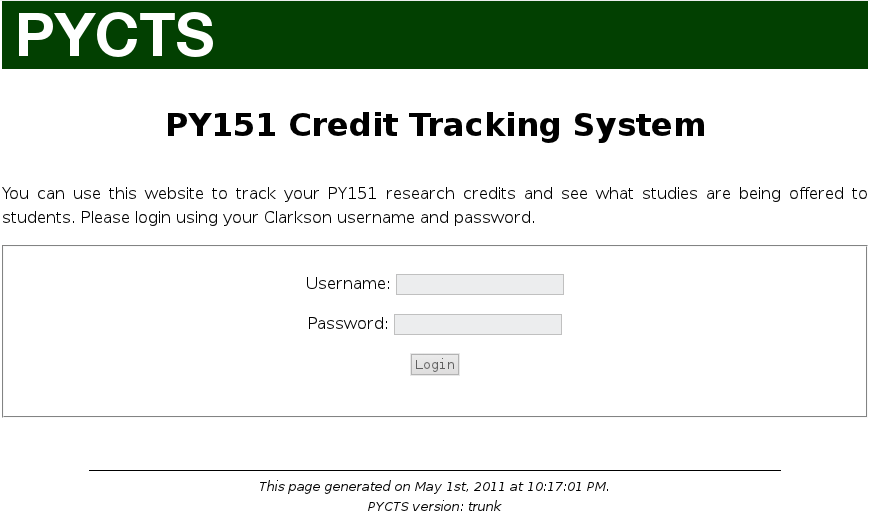 PYCTS
PY151 Credit Tracking System
You can use this website to track your PY151 research credits and see what studies are being offered to
students. Please login using your Clarkson username and password.
Username:
Password:
Login
This page generated on May 1st, 2011 at 10:17:01 PM.
PYCTS version: trunk